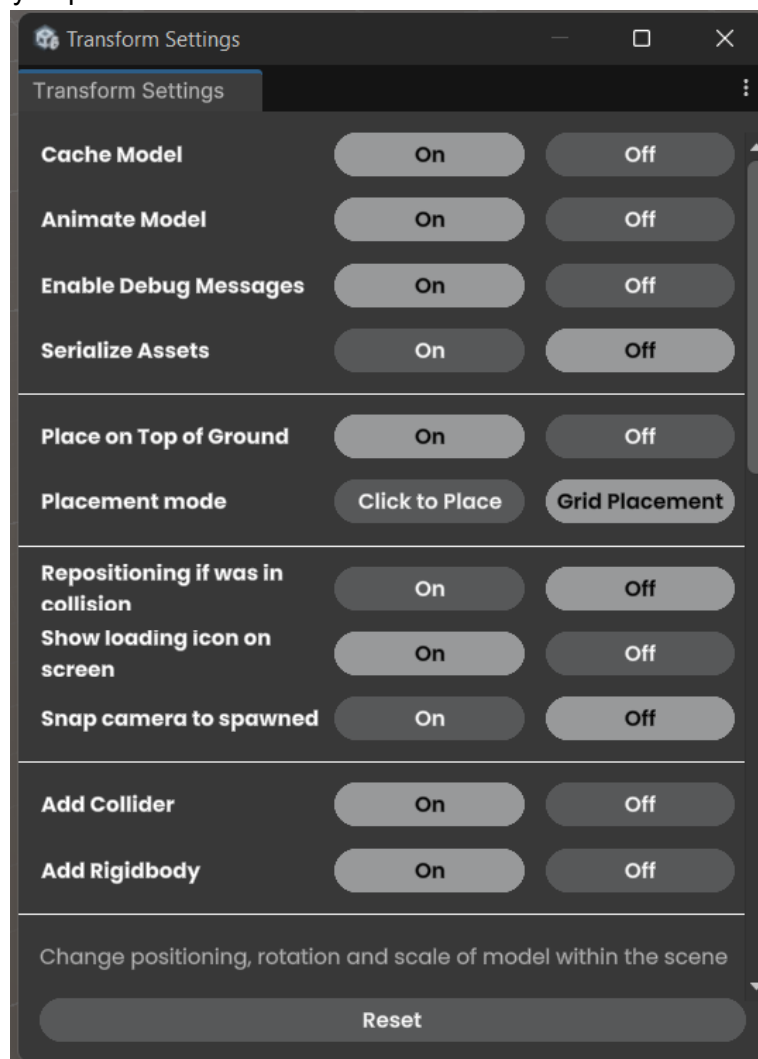 Transform Settings
Transform Settings
Cache Model On Off
Animate Model On Off
Enable Debug Messages On Off
Serialize Assets On Off
Place on Top of Ground On Off
Placement mode Click to Place Grid Placement
Repositioning if was in
collision On Off
Show loading icon on
screen On Off
Snap camera to spawned On Off
Add Collider On Off
Add Rigidbody On Off
Change positioning, rotation and scale of model within the scene
Reset